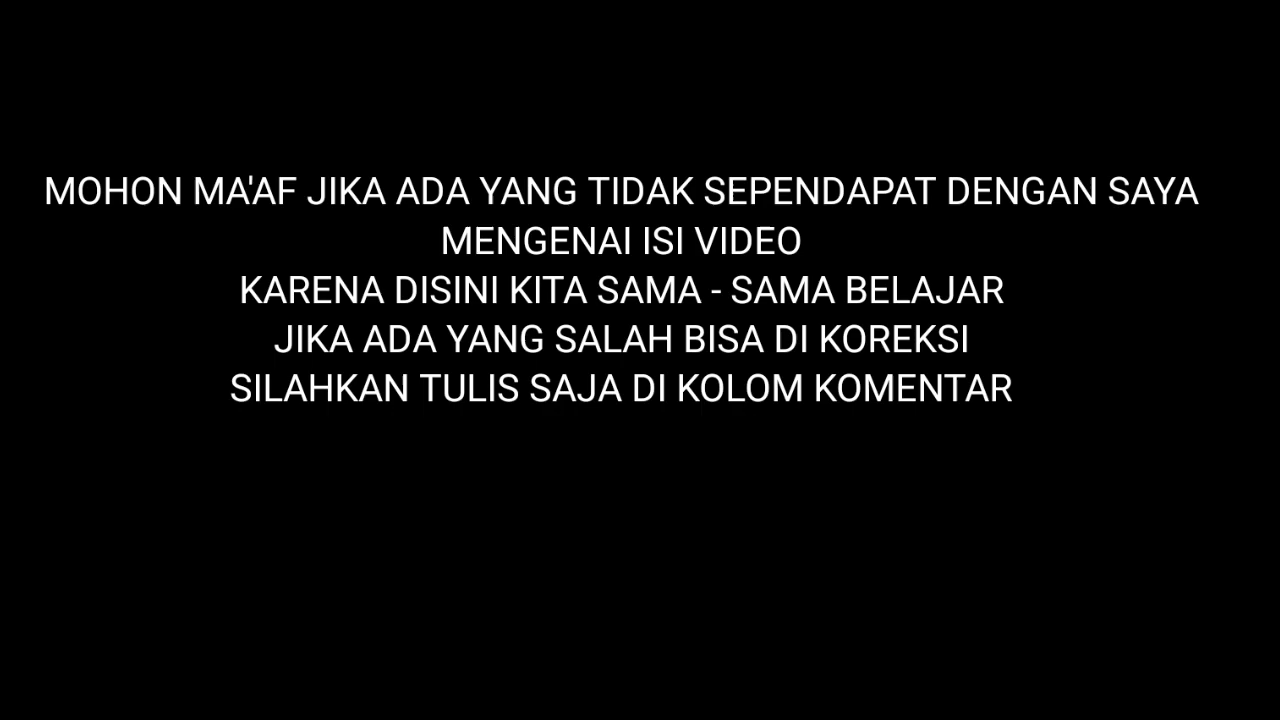 MOHON MA'AF JIKA ADA YANG TIDAK SEPENDAPAT DENGAN SAYA
MENGENAI ISI VIDEO
KARENA DISINI KITA SAMA - SAMA BELAJAR
JIKA ADA YANG SALAH BISA DI KOREKSI
SILAHKAN TULIS SAJA DI KOLOM KOMENTAR